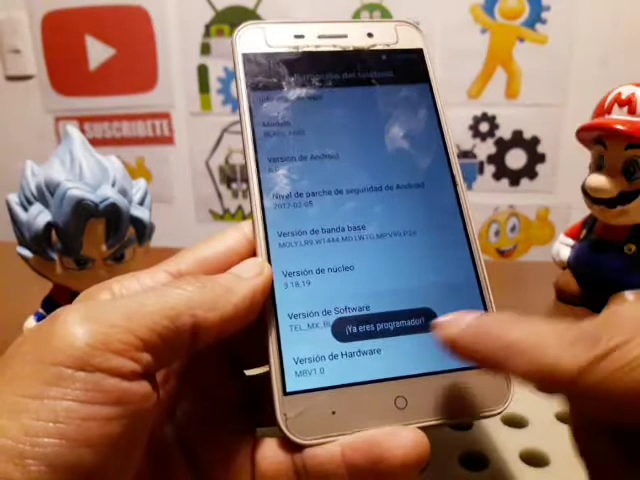 SUSCRIBETE
Modelo
Versión de Android
Nivel de parche de seguridad de Android
2017-02-05
Versión de banda base
Versión de núcleo
3.18.19
Versión de Software
¡Ya eres programador!
Versión de Hardware
MBV1.0
M